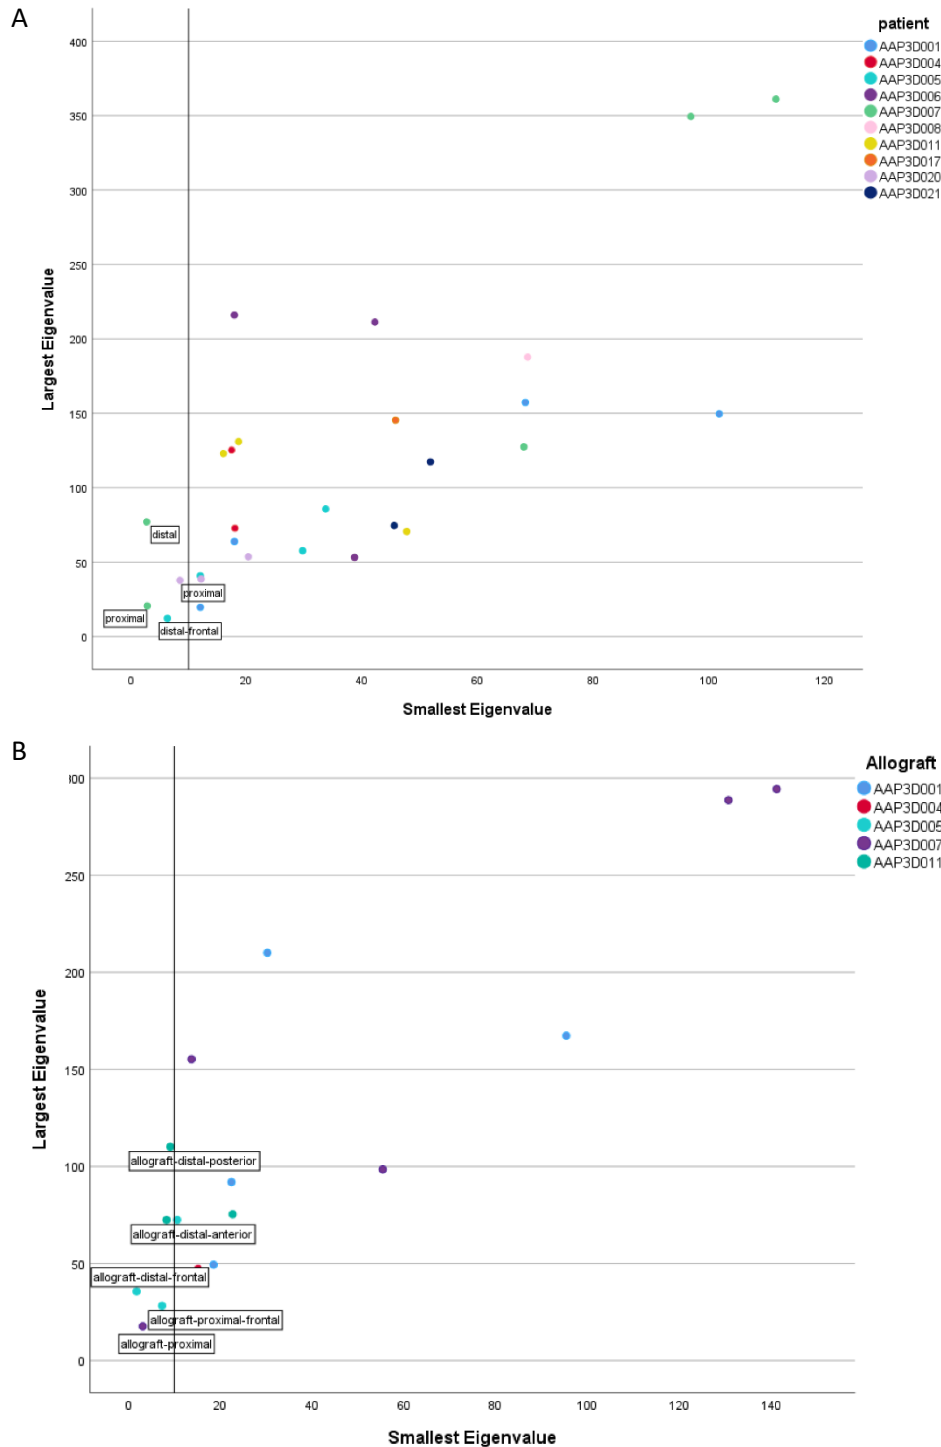 A
patient
AAP3D001
AAP3D004
AAP3D005
AAP3D006
AAP3D007
AAP3D008
AAP3D011
AAP3D017
AAP3D020
AAP3D021
400
350
300
250
200
150
100
50
0
Largest Eigenvalue
distal
proximal
proximal
distal-frontal
0 20 40 60 80 100 120
Smallest Eigenvalue
B
Allograft
AAP3D001
AAP3D004
AAP3D005
AAP3D007
AAP3D011
300
250
200
150
100
50
0
Largest Eigenvalue
allograft-distal-posterior
allograft-distal-anterior
allograft-distal-frontal
allograft-proximal-frontal
allograft-proximal
0 20 40 60 80 100 120 140
Smallest Eigenvalue